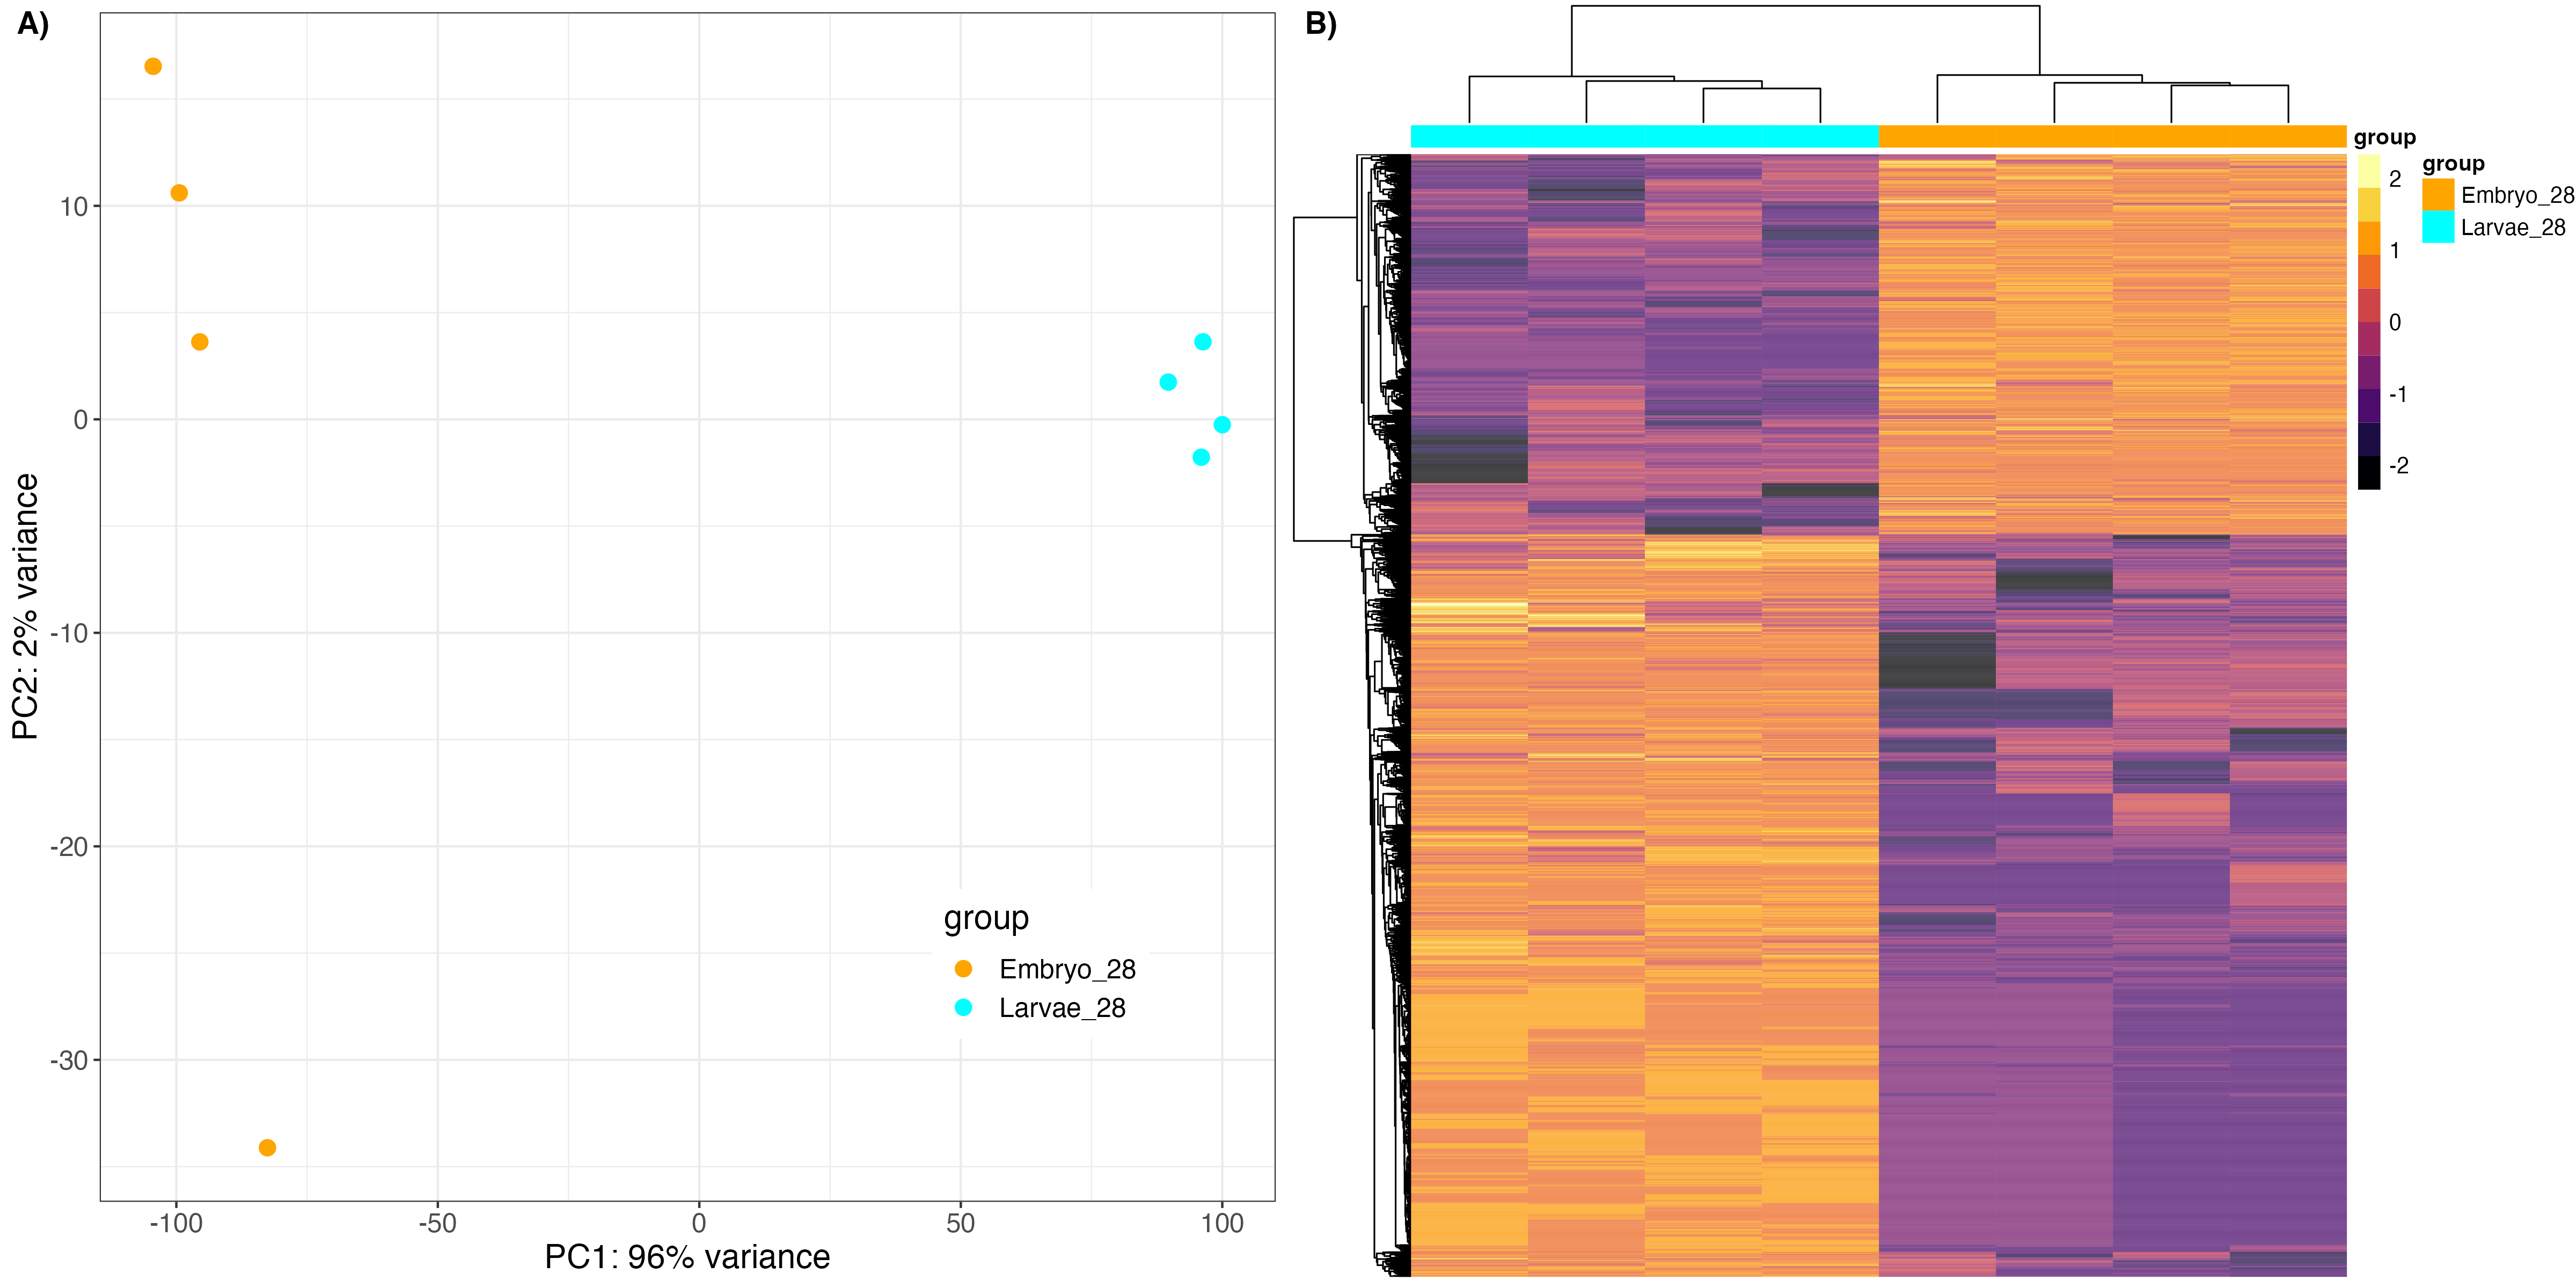 A)
10
0
-10
-20
-30
PC2: 2% variance
-100
-50
0
50
100
PC1: 96% variance
group
Embryo_28
Larvae_28
B)
group
2
1
0
-1
-2
group
Embryo_28
Larvae_28